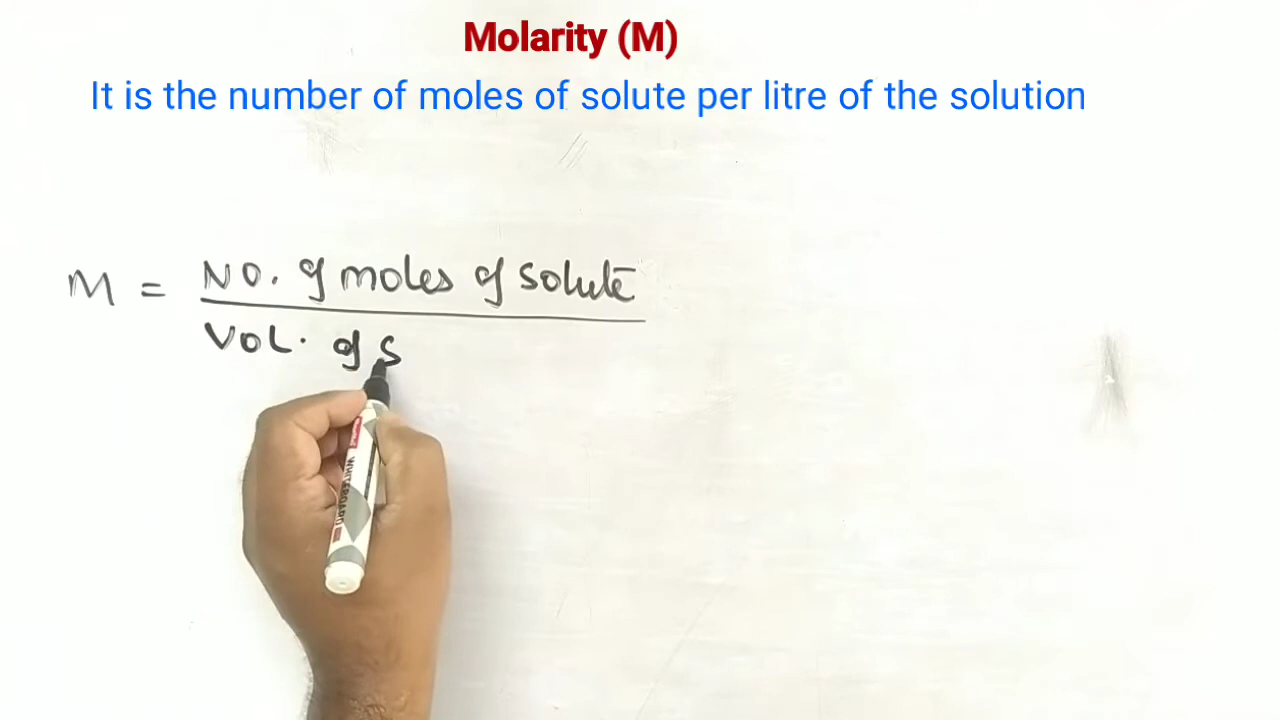 Molarity (M)
It is the number of moles of solute per litre of the solution
M = NO. of moles of solute
VOL. of S
WHITEBOARD